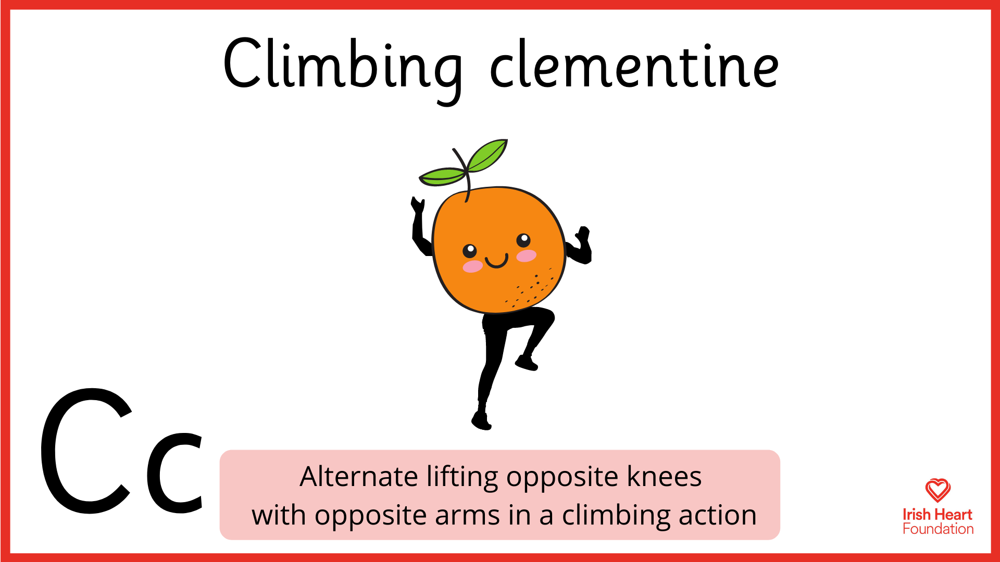 Climbing clementine
Cc
Alternate lifting opposite knees
with opposite arms in a climbing action
Irish Heart
Foundation